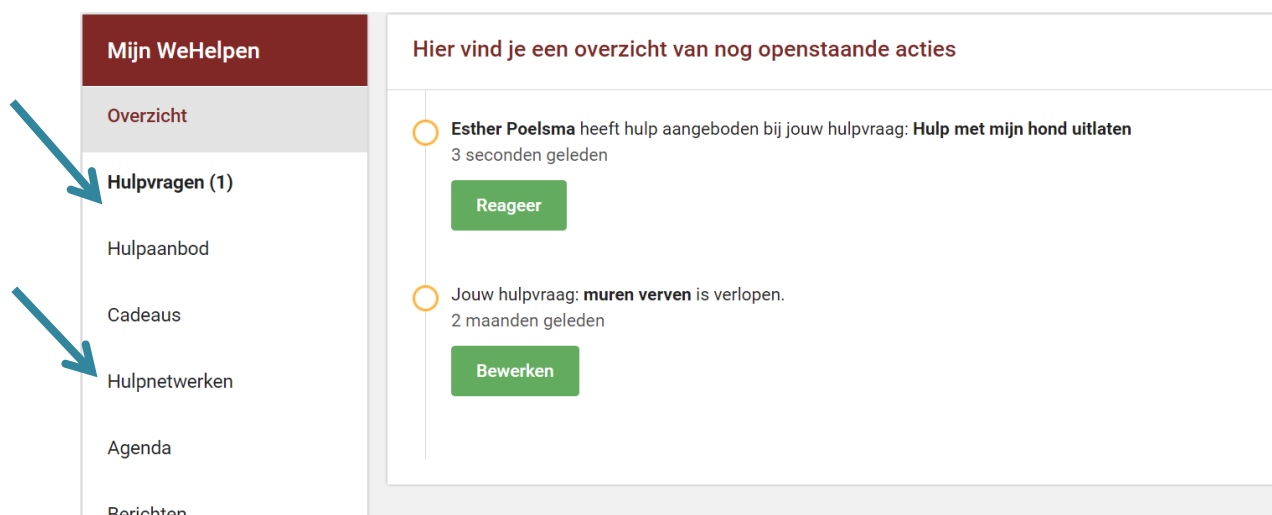 Mijn WeHelpen
Overzicht
Hulpvragen (1)
Hulpaanbod
Cadeaus
Hulpnetwerken
Agenda
Berichten
Hier vind je een overzicht van nog openstaande acties
Esther Poelsma heeft hulp aangeboden bij jouw hulpvraag: Hulp met mijn hond uitlaten
3 seconden geleden
Reageer
Jouw hulpvraag: muren verven is verlopen.
2 maanden geleden
Bewerken